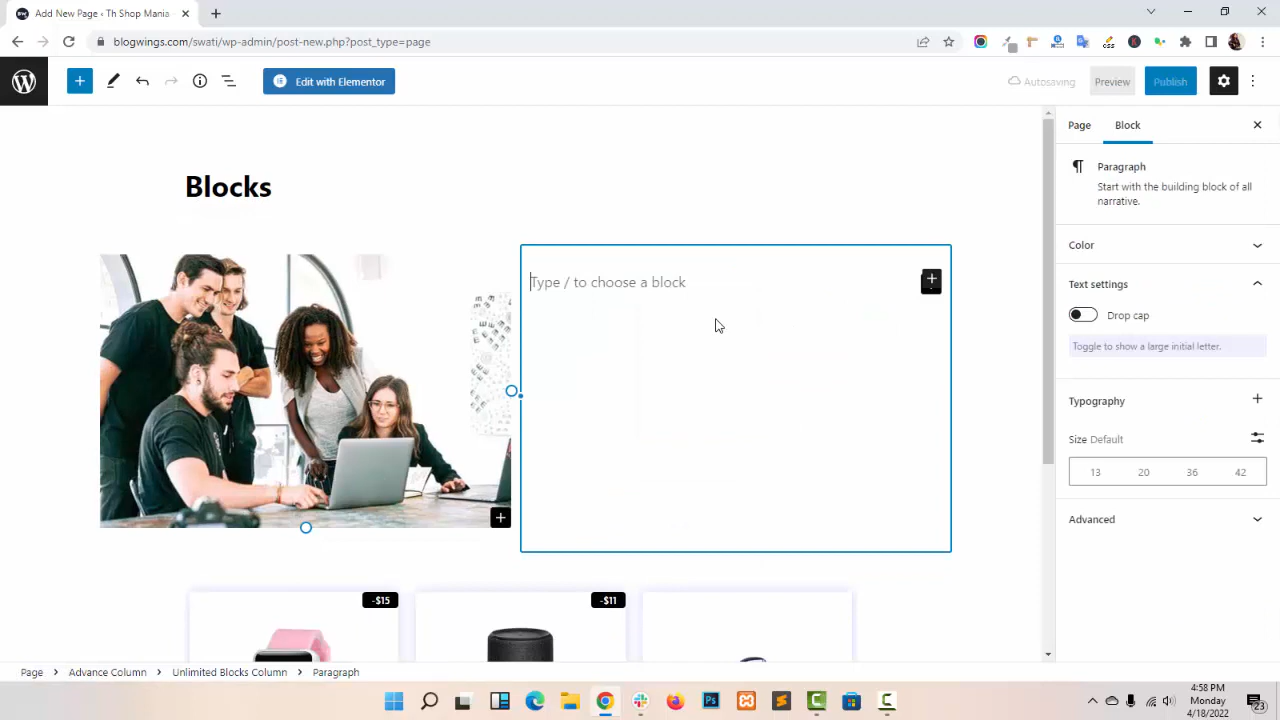 Add New Page ‹ Th Shop Mania
blogwings.com/swati/wp-admin/post-new.php?post_type=page
Edit with Elementor
Autosaving
Preview
Publish
Page
Block
Blocks
Paragraph
Start with the building block of all
narrative.
Color
Type / to choose a block
Text settings
Drop cap
Toggle to show a large initial letter.
Typography
Size Default
13
20
36
42
Advanced
-$15
-$11
Page
Advance Column
Unlimited Blocks Column
Paragraph
4:58 PM
Monday
4/18/2022
23